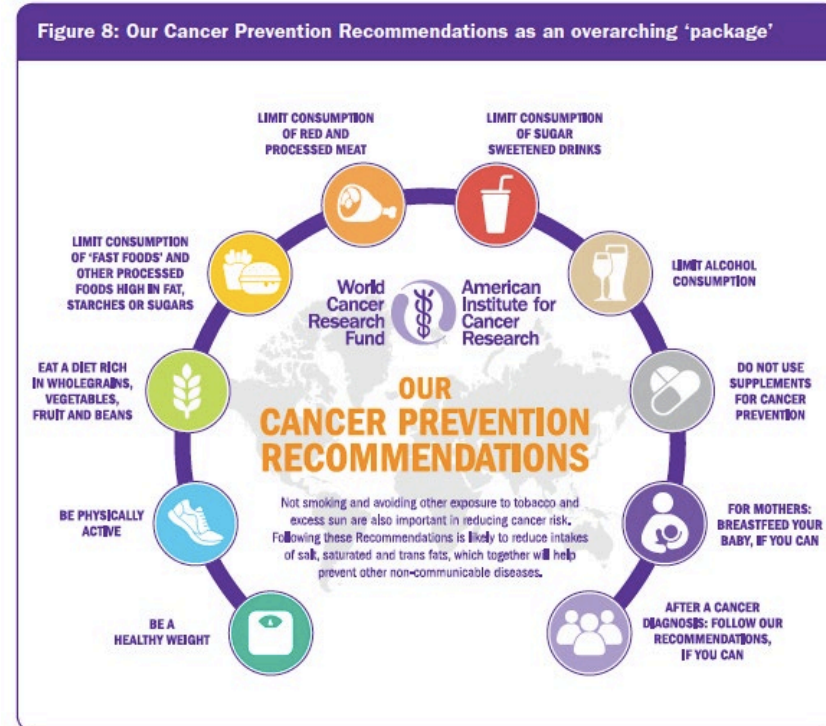 Figure 8: Our Cancer Prevention Recommendations as an overarching ‘package’
LIMIT CONSUMPTION
OF RED AND
PROCESSED MEAT
LIMIT CONSUMPTION
OF SUGAR
SWEETENED DRINKS
LIMIT CONSUMPTION
OF ‘FAST FOODS’ AND
OTHER PROCESSED
FOODS HIGH IN FAT,
STARCHES OR SUGARS
LIMIT ALCOHOL
CONSUMPTION
World
Cancer
Research
Fund
American
Institute for
Cancer
Research
EAT A DIET RICH
IN WHOLEGRAINS,
VEGETABLES,
FRUIT AND BEANS
DO NOT USE
SUPPLEMENTS
FOR CANCER
PREVENTION
OUR
CANCER PREVENTION
RECOMMENDATIONS
Not smoking and avoiding other exposure to tobacco and
excess sun are also important in reducing cancer risk.
Following these Recommendations is likely to reduce intakes
of salt, saturated and trans fats, which together will help
prevent other non-communicable diseases.
BE PHYSICALLY
ACTIVE
FOR MOTHERS:
BREASTFEED YOUR
BABY, IF YOU CAN
BE A
HEALTHY WEIGHT
AFTER A CANCER
DIAGNOSIS: FOLLOW OUR
RECOMMENDATIONS,
IF YOU CAN